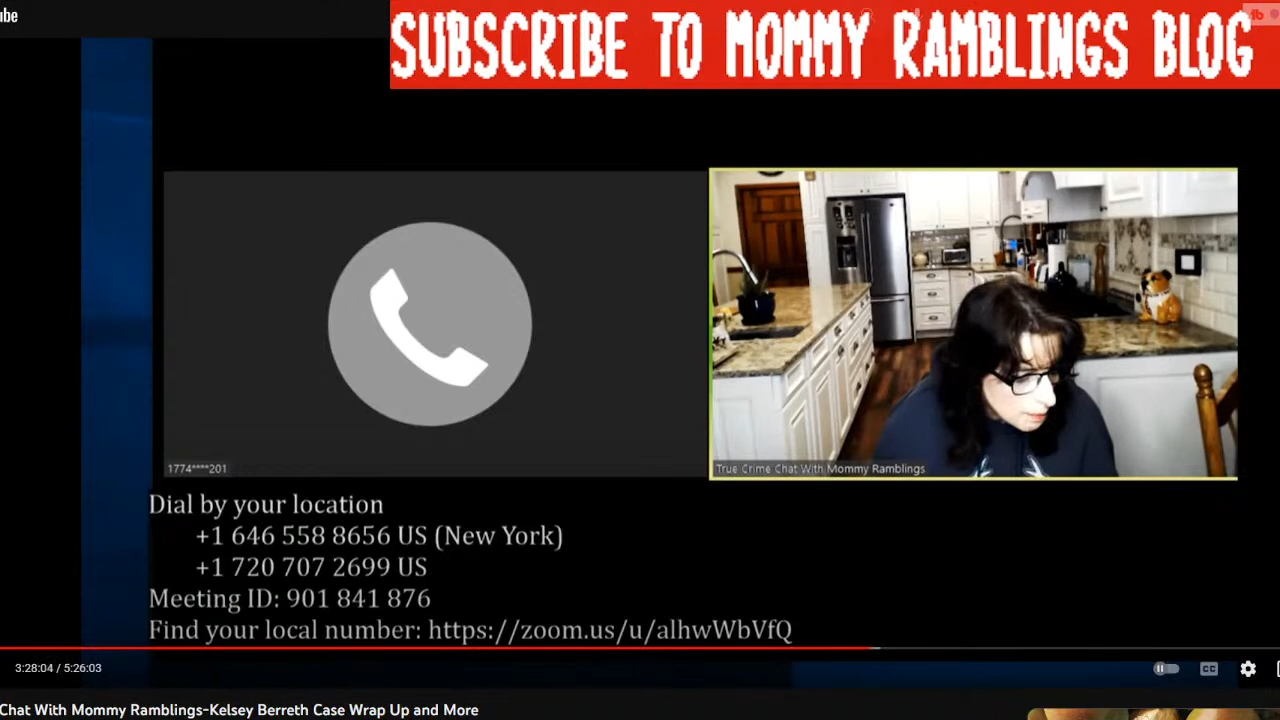 ube
SUBSCRIBE TO MOMMY RAMBLINGS BLOG
1774****201
True Crime Chat With Mommy Ramblings
Dial by your location
+1 646 558 8656 US (New York)
+1 720 707 2699 US
Meeting ID: 901 841 876
Find your local number: https://zoom.us/u/alhwWbVfQ
3:28:04 / 5:26:03
CC
Chat With Mommy Ramblings-Kelsey Berreth Case Wrap Up and More